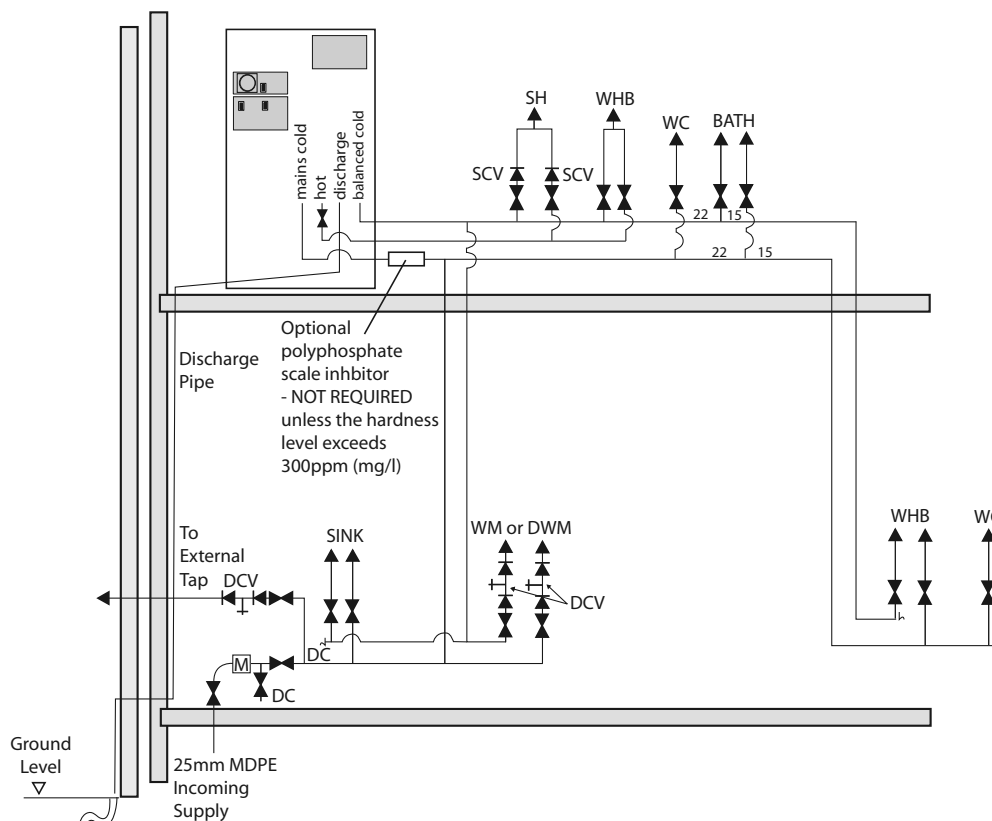 mains cold
hot
discharge
balanced cold
SH
WHB
WC
BATH
SCV
SCV
22
15
22
15
Optional
polyphosphate
scale inhbitor
- NOT REQUIRED
unless the hardness
level exceeds
300ppm (mg/l)
Discharge
Pipe
To
External
Tap
DCV
SINK
WM or DWM
DCV
WHB
WC
DC
M
DC
Ground
Level
25mm MDPE
Incoming
Supply